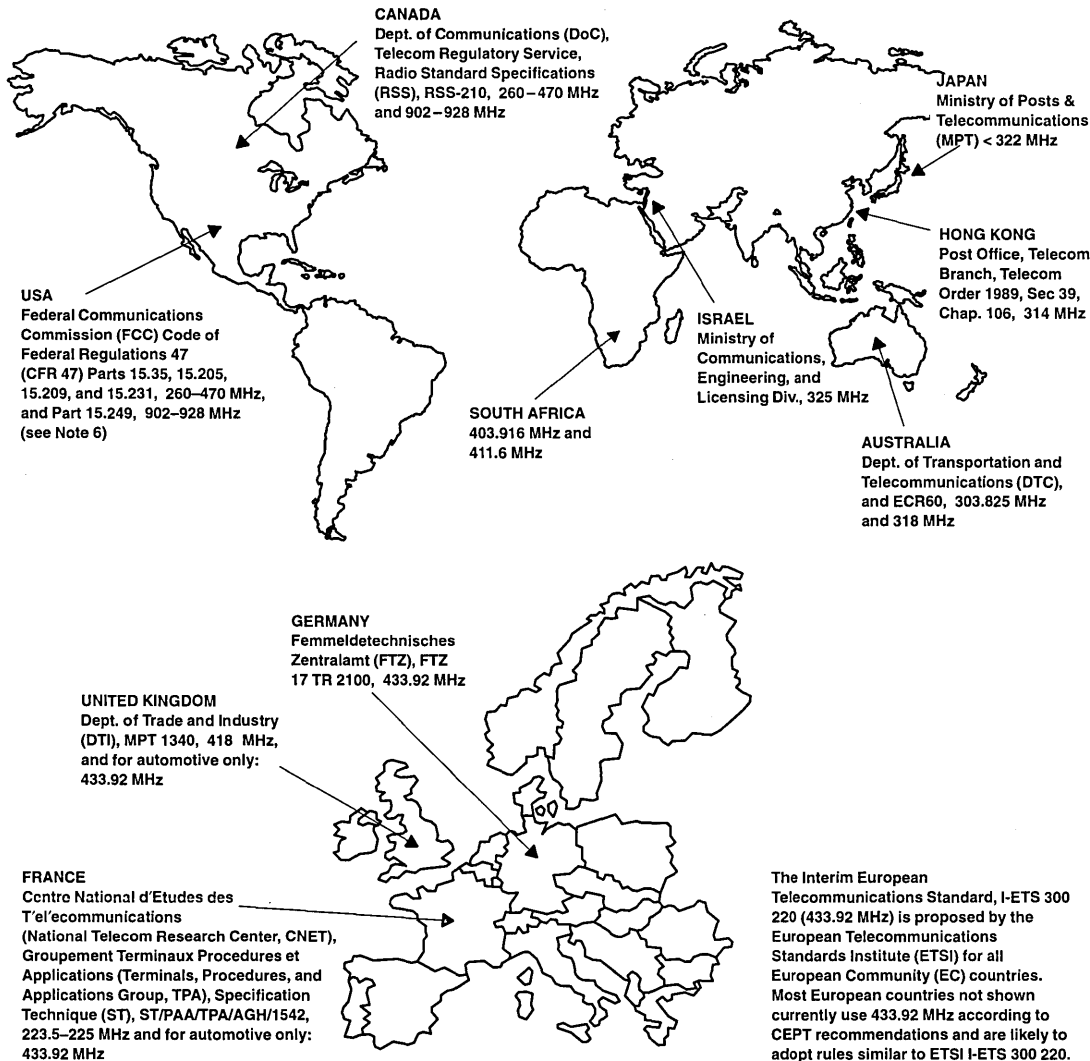 CANADA
Dept. of Communications (DoC),
Telecom Regulatory Service,
Radio Standard Specifications
(RSS), RSS-210, 260–470 MHz
and 902–928 MHz
JAPAN
Ministry of Posts &
Telecommunications
(MPT) < 322 MHz
HONG KONG
Post Office, Telecom
Branch, Telecom
Order 1989, Sec 39,
Chap. 106, 314 MHz
USA
Federal Communications
Commission (FCC) Code of
Federal Regulations 47
(CFR 47) Parts 15.35, 15.205,
15.209, and 15.231, 260–470 MHz,
and Part 15.249, 902–928 MHz
(see Note 6)
ISRAEL
Ministry of
Communications,
Engineering, and
Licensing Div., 325 MHz
SOUTH AFRICA
403.916 MHz and
411.6 MHz
AUSTRALIA
Dept. of Transportation and
Telecommunications (DTC),
and ECR60, 303.825 MHz
and 318 MHz
GERMANY
Femmeldetechnisches
Zentralamt (FTZ), FTZ
17 TR 2100, 433.92 MHz
UNITED KINGDOM
Dept. of Trade and Industry
(DTI), MPT 1340, 418 MHz,
and for automotive only:
433.92 MHz
FRANCE
Centro National d'Etudes des
T'el'ecommunications
(National Telecom Research Center, CNET),
Groupement Terminaux Procedures et
Applications (Terminals, Procedures, and
Applications Group, TPA), Specification
Technique (ST), ST/PAA/TPA/AGH/1542,
223.5–225 MHz and for automotive only:
433.92 MHz
The Interim European
Telecommunications Standard, I-ETS 300
220 (433.92 MHz) is proposed by the
European Telecommunications
Standards Institute (ETSI) for all
European Community (EC) countries.
Most European countries not shown
currently use 433.92 MHz according to
CEPT recommendations and are likely to
adopt rules similar to ETSI I-ETS 300 220.